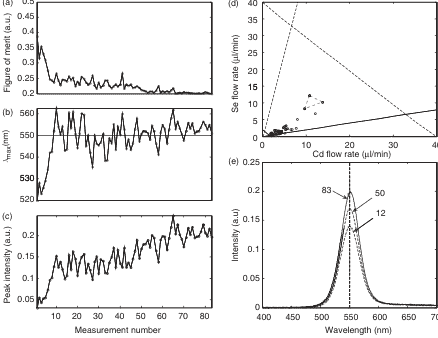 (a)
0.5
0.45
0.4
0.35
0.3
0.25
0.2
Figure of merit (a.u.)
(b)
560
550
540
530
520
λmax(nm)
(c)
0.2
0.15
0.1
0.05
Peak intensity (a.u.)
10 20 30 40 50 60 70 80
Measurement number
(d)
40
35
30
25
20
15
10
5
0
Se flow rate (µl/min)
0 10 20 30 40
Cd flow rate (µl/min)
(e)
0.25
0.2
0.15
0.1
0.05
0
Intensity (a.u)
83
50
12
400 450 500 550 600 650 700
Wavelength (nm)